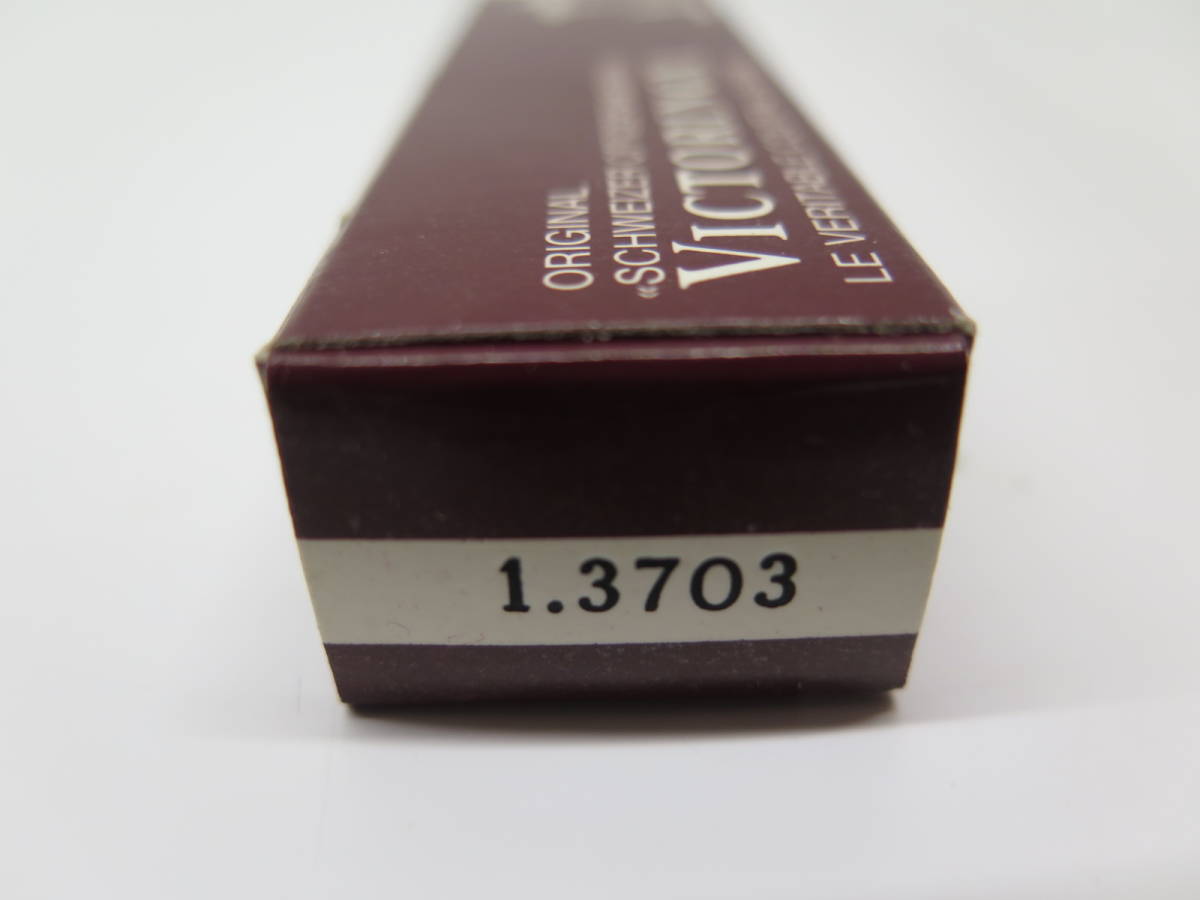 ORIGINAL
«SCHWEIZER
VICTORINOX
LE VERITABLE
1.3703